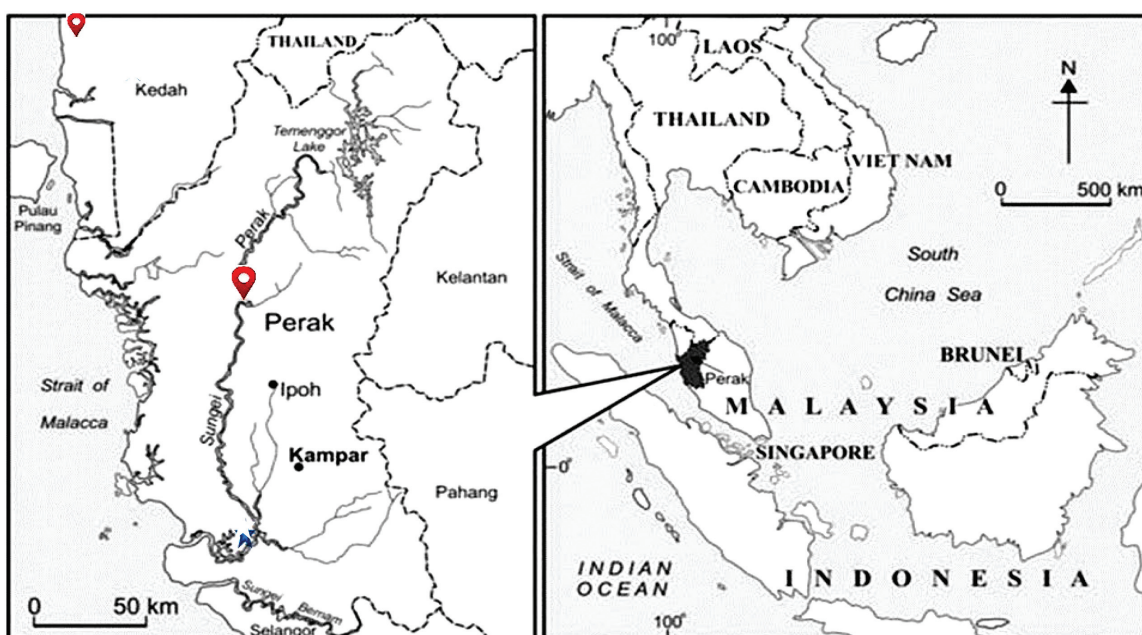 THAILAND
Kedah
Temenggor
Lake
Pulau
Pinang
Perak
Kelantan
Perak
Strait of
Malacca
Ipoh
Sungei
Kampar
Pahang
0 50 km
Sungei Bernam
Selangor
100°
LAOS
N
THAILAND
VIET NAM
CAMBODIA
0 500 km
South
China Sea
Strait of Malacca
BRUNEI
Perak
MALAYSIA
SINGAPORE
0°
INDIAN
OCEAN
INDONESIA
100°